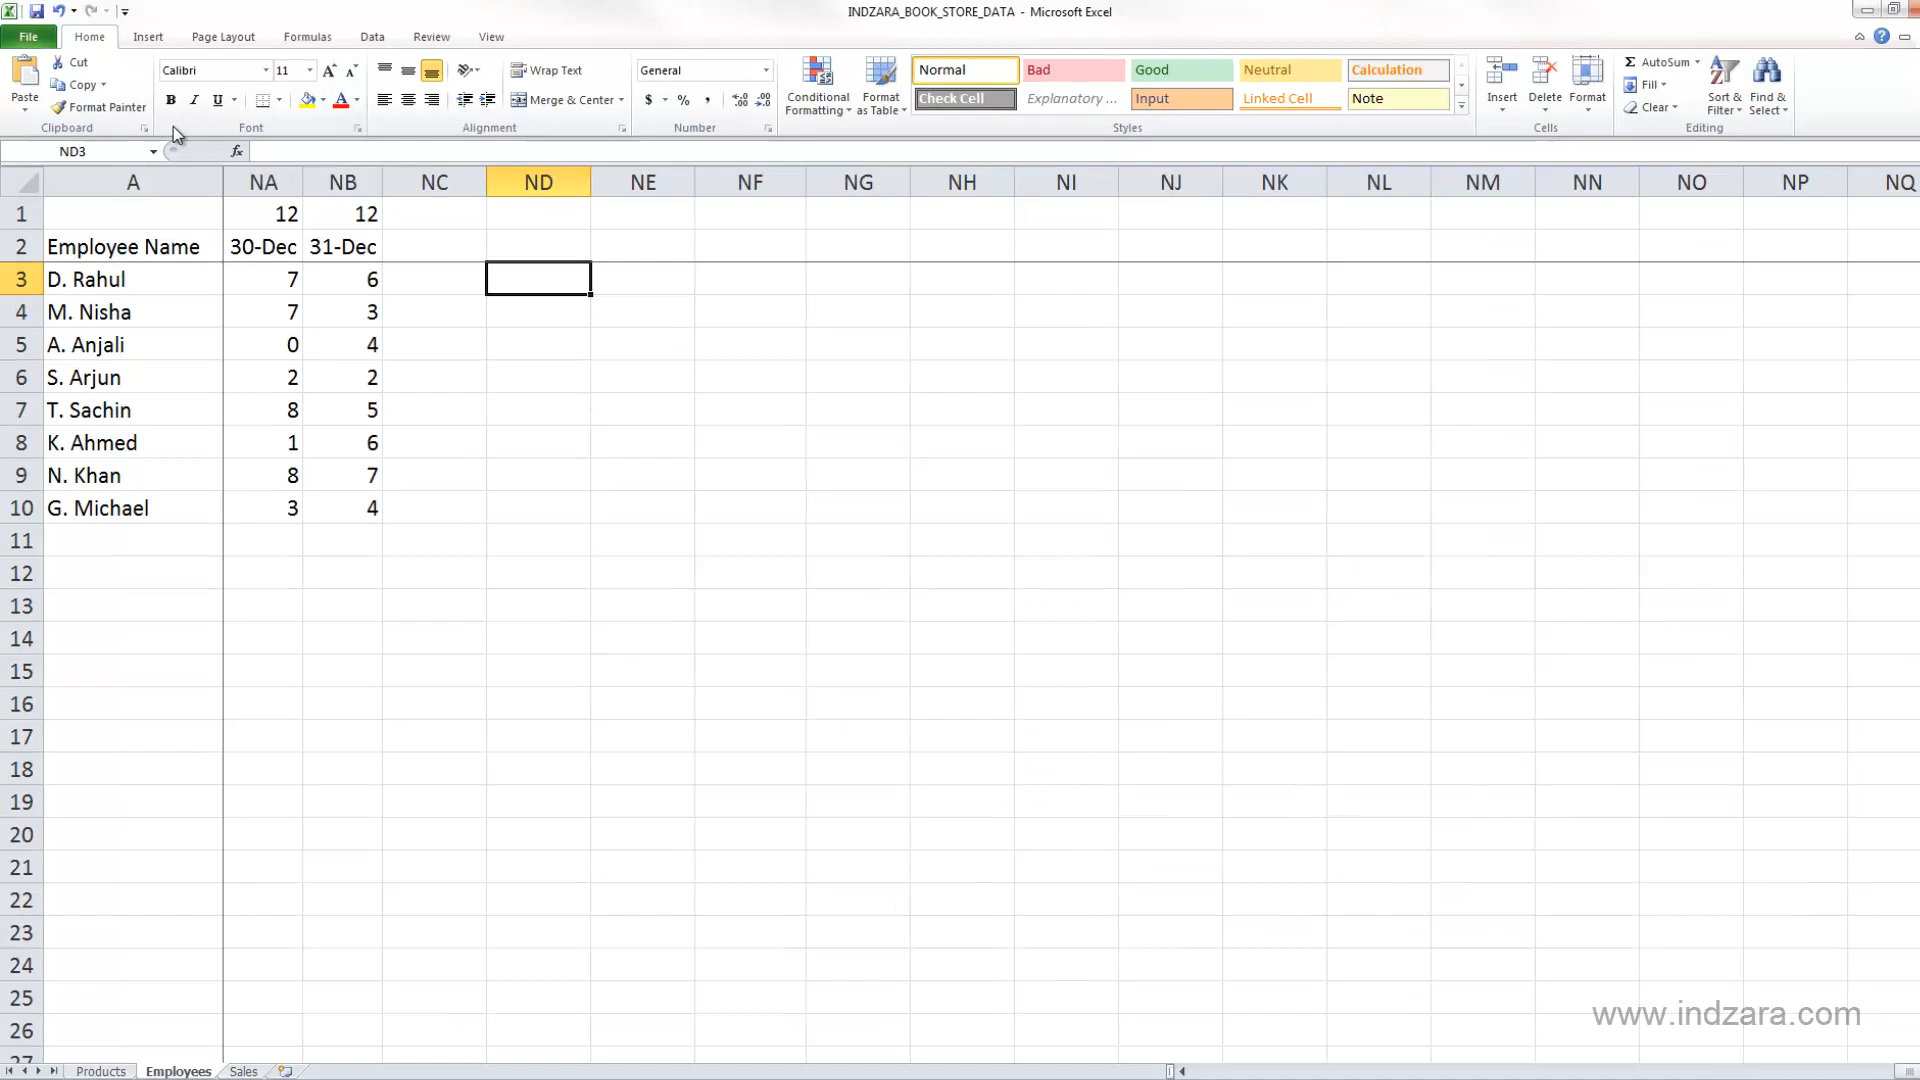 INDZARA_BOOK_STORE_DATA - Microsoft Excel
File Home Insert Page Layout Formulas Data Review View
Paste
Cut
Copy
Format Painter
Clipboard
Calibri 11
B I U
Font
Wrap Text
Merge & Center
Alignment
General
$ % ,
Number
Conditional Formatting
Format as Table
Normal Bad Good Neutral Calculation
Check Cell Explanatory ... Input Linked Cell Note
Styles
Insert Delete Format
Cells
Σ AutoSum
Fill
Clear
Sort & Filter
Find & Select
Editing
ND3 fx
A NA NB NC ND NE NF NG NH NI NJ NK NL NM NN NO NP NQ
1 12 12
2 Employee Name 30-Dec 31-Dec
3 D. Rahul 7 6
4 M. Nisha 7 3
5 A. Anjali 0 4
6 S. Arjun 2 2
7 T. Sachin 8 5
8 K. Ahmed 1 6
9 N. Khan 8 7
10 G. Michael 3 4
11
12
13
14
15
16
17
18
19
20
21
22
23
24
25
26
27
www.indzara.com
Products Employees Sales